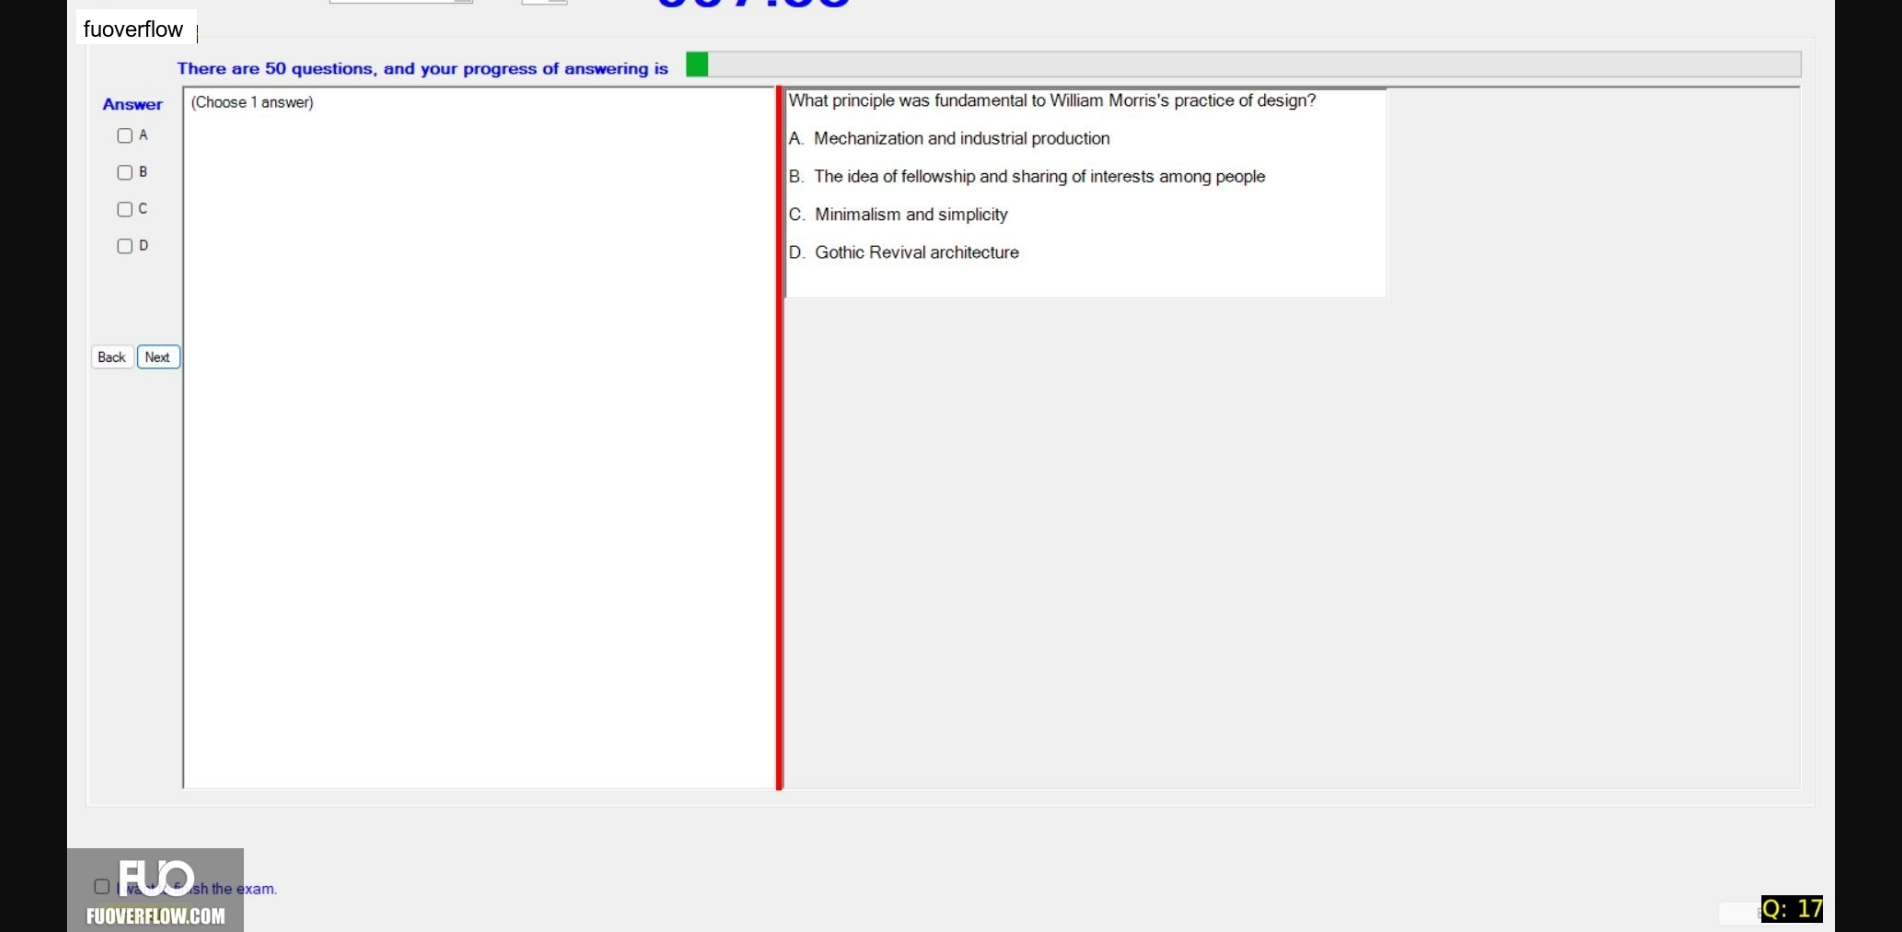 fuoverflow
There are 50 questions, and your progress of answering is
Answer
(Choose 1 answer)
A
B
C
D
Back Next
What principle was fundamental to William Morris's practice of design?
A. Mechanization and industrial production
B. The idea of fellowship and sharing of interests among people
C. Minimalism and simplicity
D. Gothic Revival architecture
FUO
sh the exam.
FUOVERFLOW.COM
Q: 17